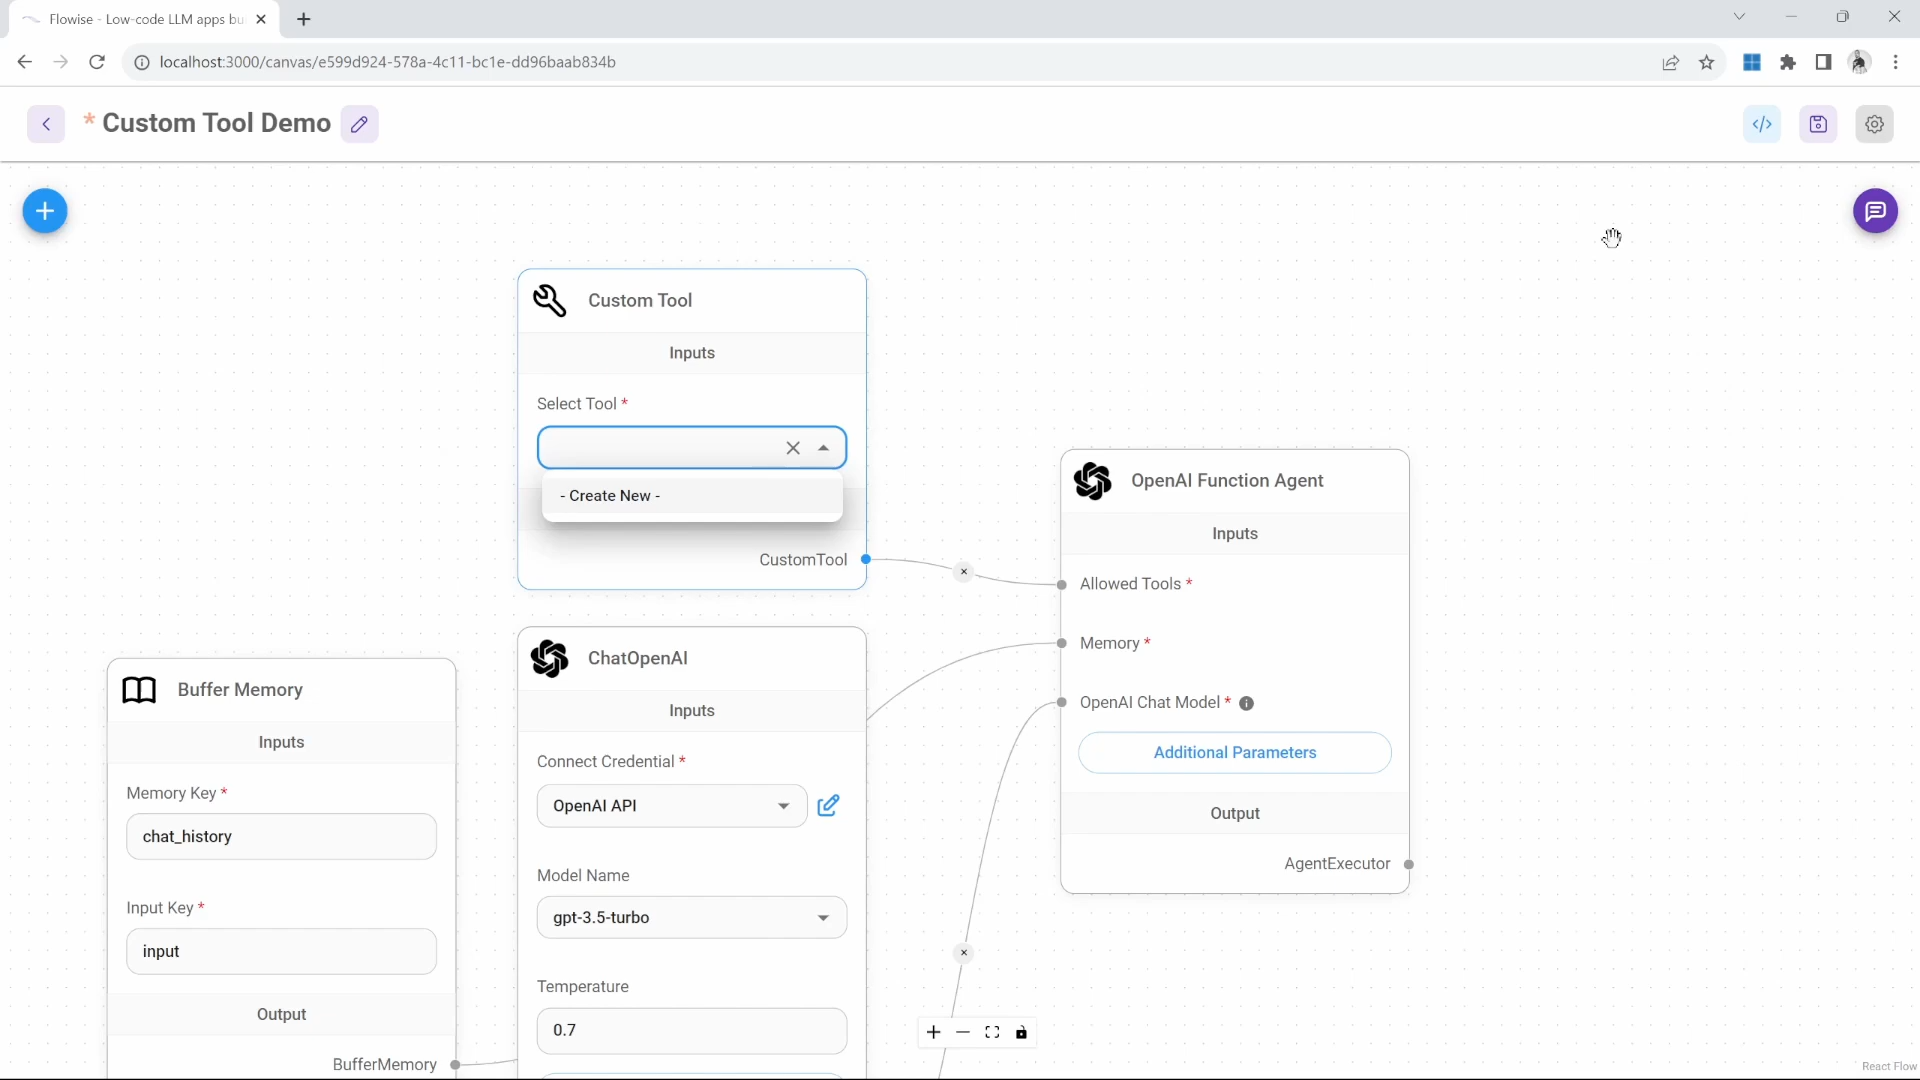 Flowise - Low-code LLM apps bu
localhost:3000/canvas/e599d924-578a-4c11-bc1e-dd96baab834b
* Custom Tool Demo
Custom Tool
Inputs
Select Tool *
- Create New -
CustomTool
OpenAI Function Agent
Inputs
Allowed Tools *
Memory *
OpenAI Chat Model *
Additional Parameters
Output
AgentExecutor
ChatOpenAI
Inputs
Connect Credential *
OpenAI API
Model Name
gpt-3.5-turbo
Temperature
0.7
Buffer Memory
Inputs
Memory Key *
chat_history
Input Key *
input
Output
BufferMemory
React Flow